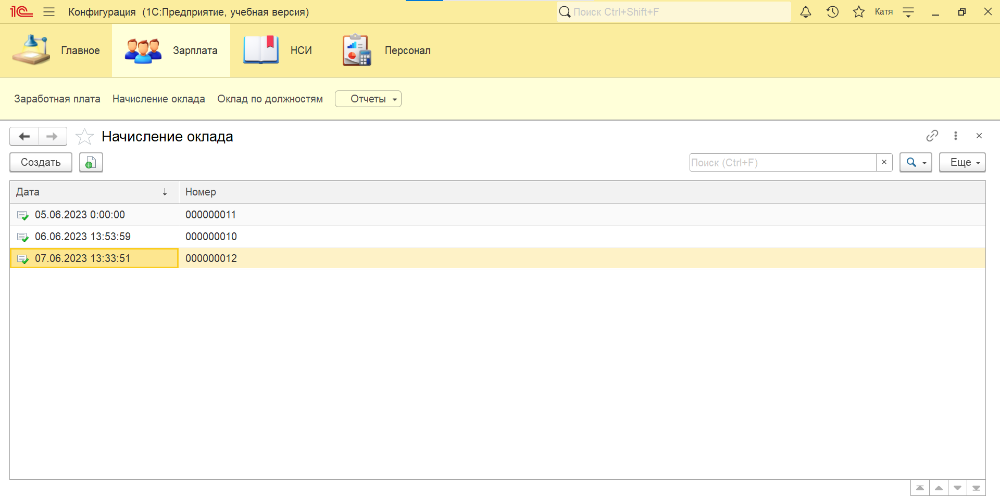 1С Конфигурация (1С:Предприятие, учебная версия) Поиск Ctrl+Shift+F Катя
Главное Зарплата НСИ Персонал
Заработная плата Начисление оклада Оклад по должностям Отчеты
Начисление оклада
Создать Поиск (Ctrl+F) × Еще
Дата ↓ Номер
05.06.2023 0:00:00 000000011
06.06.2023 13:53:59 000000010
07.06.2023 13:33:51 000000012